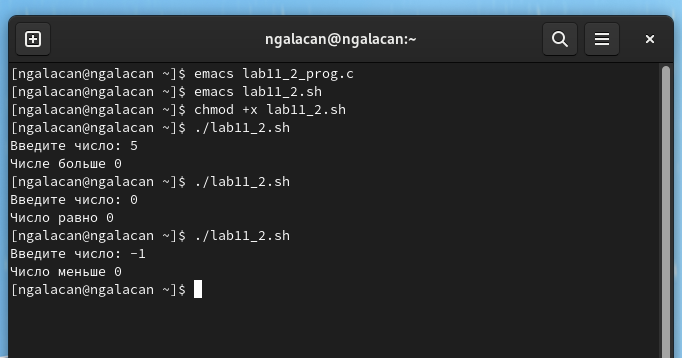 ngalacan@ngalacan:~
[ngalacan@ngalacan ~]$ emacs lab11_2_prog.c
[ngalacan@ngalacan ~]$ emacs lab11_2.sh
[ngalacan@ngalacan ~]$ chmod +x lab11_2.sh
[ngalacan@ngalacan ~]$ ./lab11_2.sh
Введите число: 5
Числе больше 0
[ngalacan@ngalacan ~]$ ./lab11_2.sh
Введите число: 0
Число равно 0
[ngalacan@ngalacan ~]$ ./lab11_2.sh
Введите число: -1
Число меньше 0
[ngalacan@ngalacan ~]$